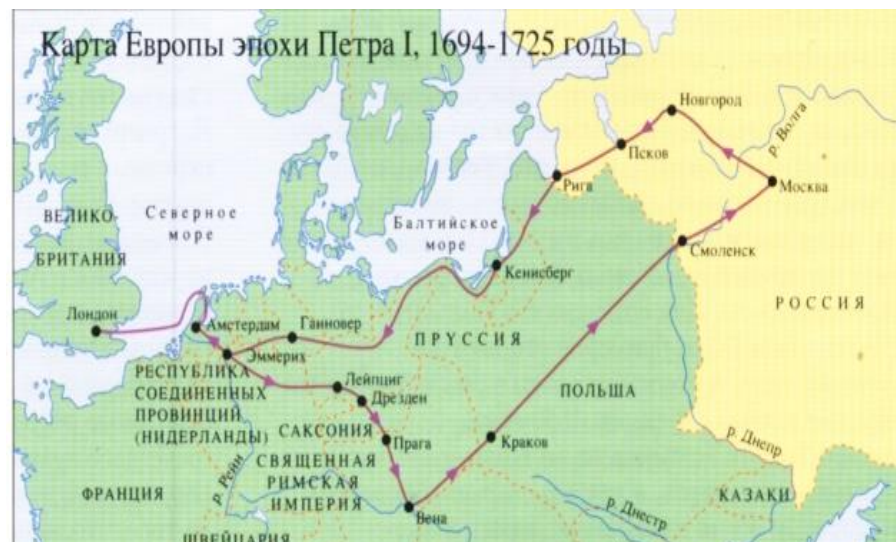 Карта Европы эпохи Петра I, 1694-1725 годы
Новгород
р. Волга
Псков
Рига
Москва
ВЕЛИКО-
БРИТАНИЯ
Северное
море
Балтийское
море
Смоленск
Кенисберг
РОССИЯ
Лондон
Амстердам
Ганновер
ПРУССИЯ
Эммерих
РЕСПУБЛИКА
СОЕДИНЕННЫХ
ПРОВИНЦИЙ
(НИДЕРЛАНДЫ)
Лейпциг
Дрезден
ПОЛЬША
САКСОНИЯ
Прага
Краков
р. Днепр
СВЯЩЕННАЯ
РИМСКАЯ
ИМПЕРИЯ
р. Рейн
ФРАНЦИЯ
Вена
р. Днестр
КАЗАКИ
ШВЕЙЦАРИЯ